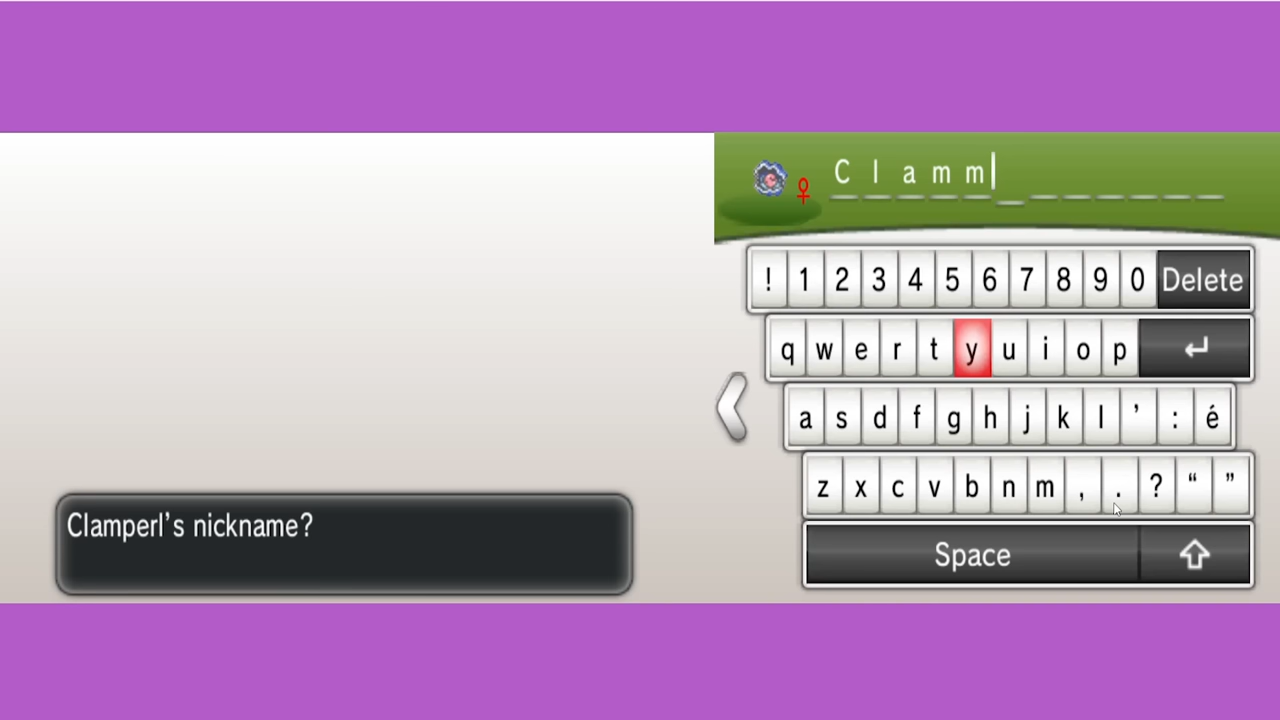 Clamm
! 1 2 3 4 5 6 7 8 9 0 Delete
q w e r t y u i o p
a s d f g h j k l ’ : é
z x c v b n m , . ? “ ”
Space
Clamperl’s nickname?